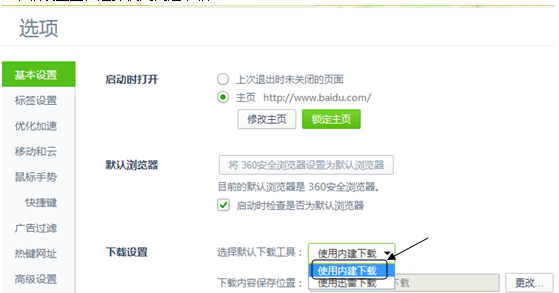 选项
基本设置
标签设置
优化加速
移动和云
鼠标手势
快捷键
广告过滤
热键网址
高级设置
启动时打开
上次退出时未关闭的页面
主页 http://www.baidu.com/
修改主页 锁定主页
默认浏览器
将 360安全浏览器设置为默认浏览器
目前的默认浏览器是 360安全浏览器。
启动时检查是否为默认浏览器
下载设置
选择默认下载工具： 使用内建下载
使用内建下载
下载内容保存位置： 使用迅雷下载 下载 更改...